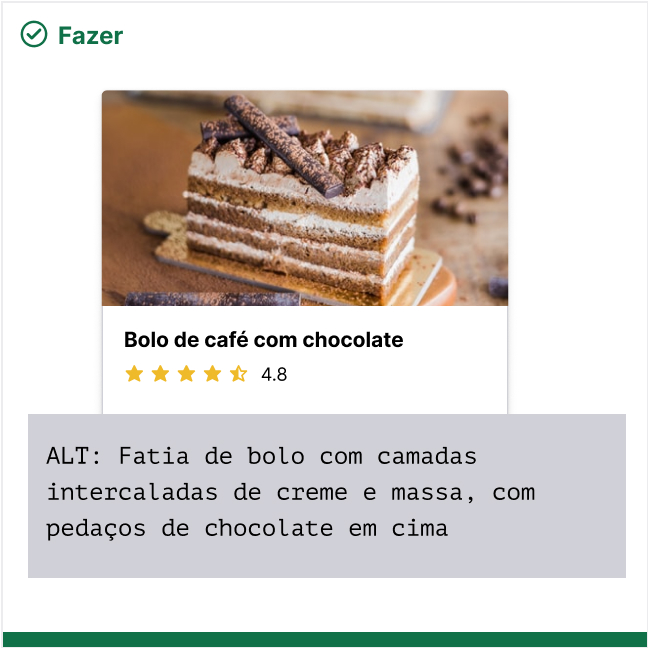 Fazer
Bolo de café com chocolate
4.8
ALT: Fatia de bolo com camadas
intercaladas de creme e massa, com
pedaços de chocolate em cima